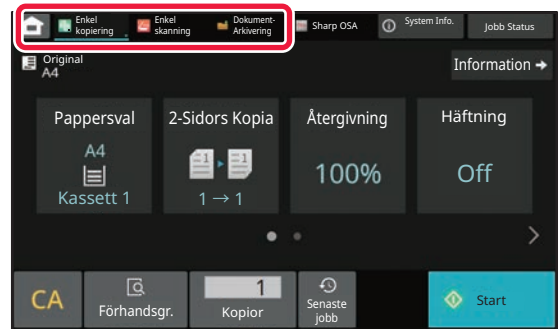 Enkel kopiering
Enkel skanning
Dokument-Arkivering
Sharp OSA
System Info.
Jobb Status
Original
A4
Information →
Pappersval
A4
Kassett 1
2-Sidors Kopia
1 → 1
Återgivning
100%
Häftning
Off
CA
Förhandsgr.
1
Kopior
Senaste
jobb
Start